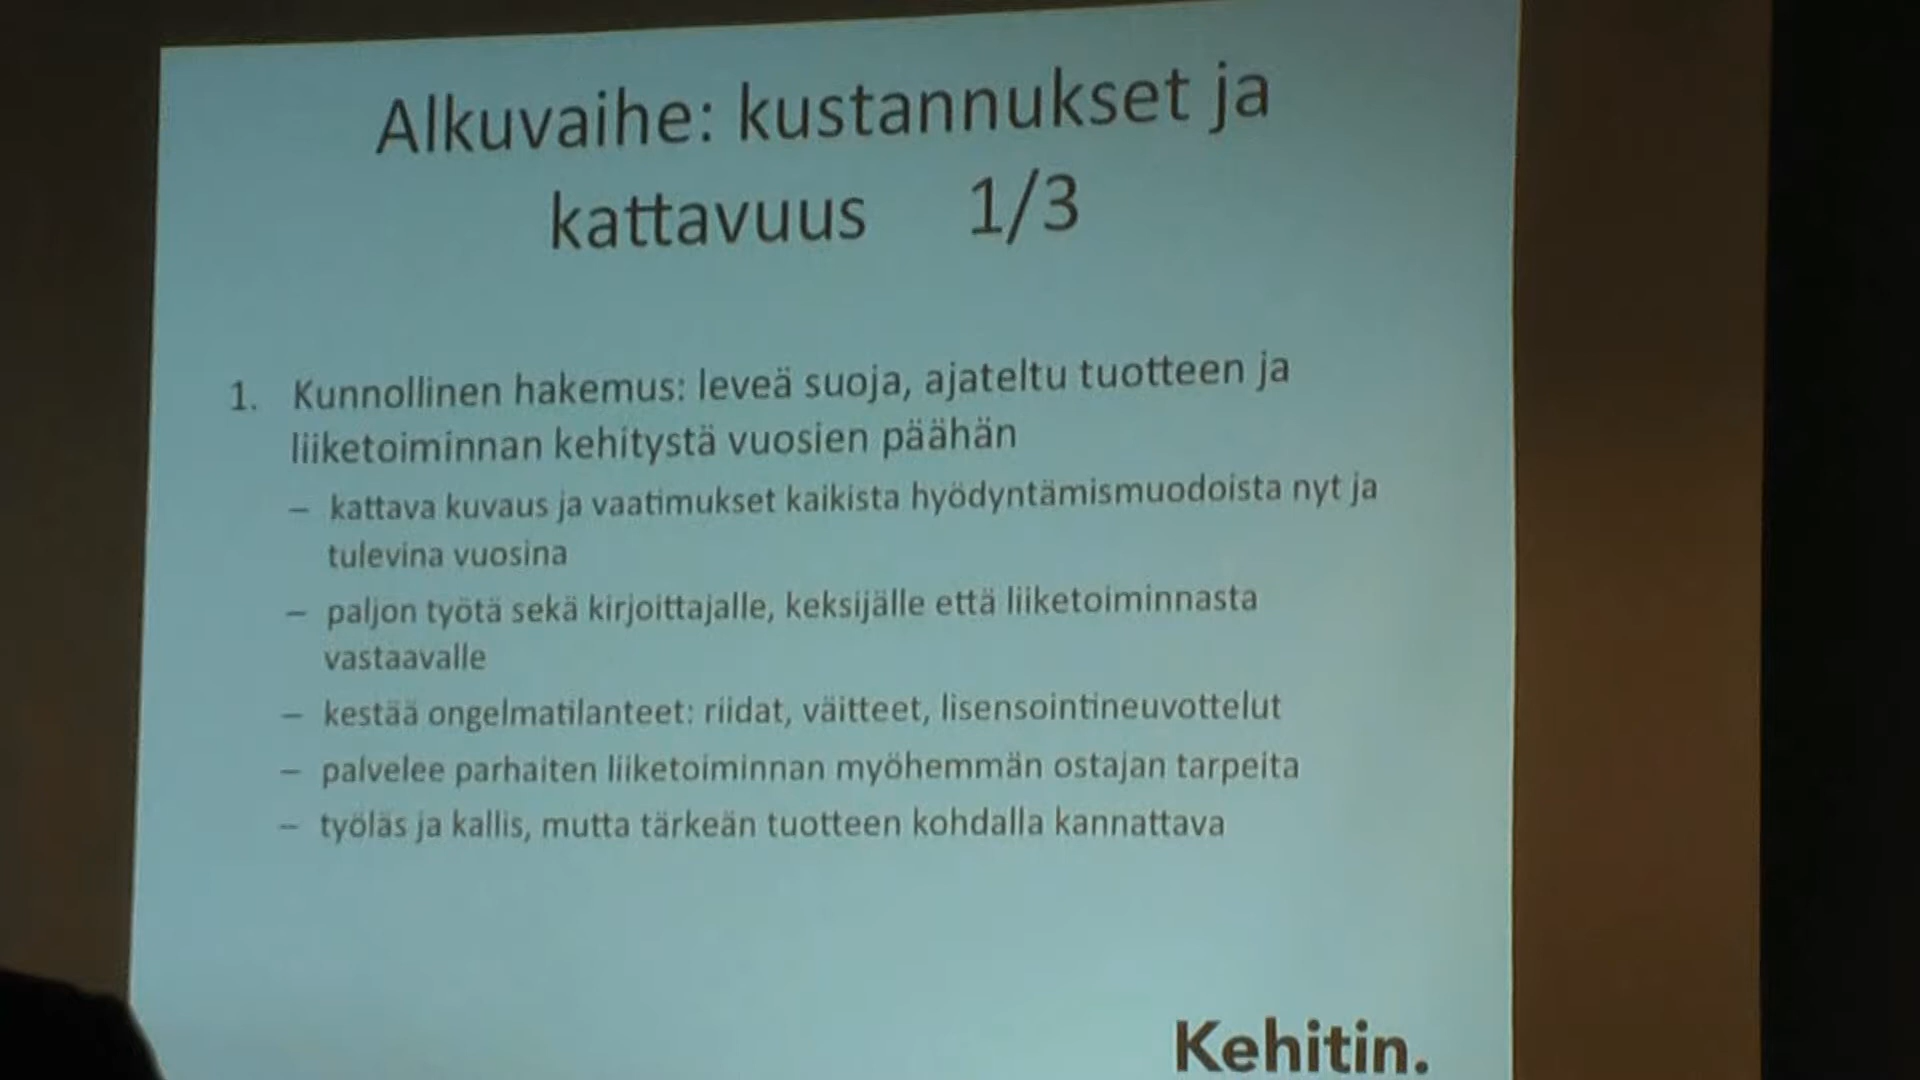 Alkuvaihe: kustannukset ja
kattavuus 1/3
1. Kunnollinen hakemus: leveä suoja, ajateltu tuotteen ja
liiketoiminnan kehitystä vuosien päähän
– kattava kuvaus ja vaatimukset kaikista hyödyntämismuodoista nyt ja
tulevina vuosina
– paljon työtä sekä kirjoittajalle, keksijälle että liiketoiminnasta
vastaavalle
– kestää ongelmatilanteet: riidat, väitteet, lisensointineuvottelut
– palvelee parhaiten liiketoiminnan myöhemmän ostajan tarpeita
– työläs ja kallis, mutta tärkeän tuotteen kohdalla kannattava
Kehitin.